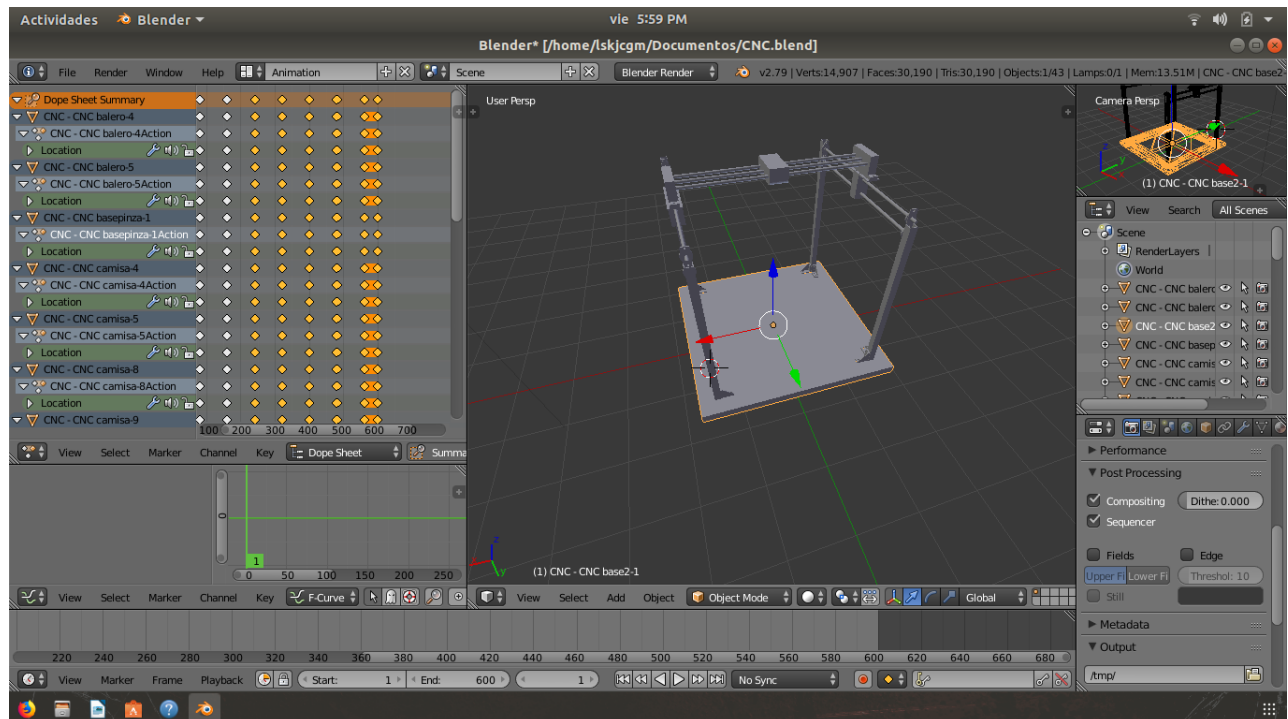 Actividades Blender vie 5:59 PM
Blender* [/home/lskjcgm/Documentos/CNC.blend]
File Render Window Help Animation Scene Blender Render v2.79 | Verts:14,907 | Faces:30,190 | Tris:30,190 | Objects:1/43 | Lamps:0/1 | Mem:13.51M | CNC - CNC base2-
Dope Sheet Summary
CNC - CNC balero-4
CNC - CNC balero-4Action
Location
CNC - CNC balero-5
CNC - CNC balero-5Action
Location
CNC - CNC basepinza-1
CNC - CNC basepinza-1Action
Location
CNC - CNC camisa-4
CNC - CNC camisa-4Action
Location
CNC - CNC camisa-5
CNC - CNC camisa-5Action
Location
CNC - CNC camisa-8
CNC - CNC camisa-8Action
Location
CNC - CNC camisa-9
100 200 300 400 500 600 700
View Select Marker Channel Key Dope Sheet Summa
1
0 50 100 150 200 250
View Select Marker Channel Key F-Curve
User Persp
z
y
(1) CNC - CNC base2-1
View Select Add Object Object Mode Global
Camera Persp
z
y
(1) CNC - CNC base2-1
View Search All Scenes
Scene
RenderLayers
World
CNC - CNC balerc
CNC - CNC balerc
CNC - CNC base2
CNC - CNC basep
CNC - CNC camis
CNC - CNC camis
Performance
Post Processing
Compositing Dithe: 0.000
Sequencer
Fields Edge
Upper Fi Lower Fi Threshol: 10
Still
Metadata
Output
/tmp/
220 240 260 280 300 320 340 360 380 400 420 440 460 480 500 520 540 560 580 600 620 640 660 680
View Marker Frame Playback Start: 1 End: 600 1 No Sync